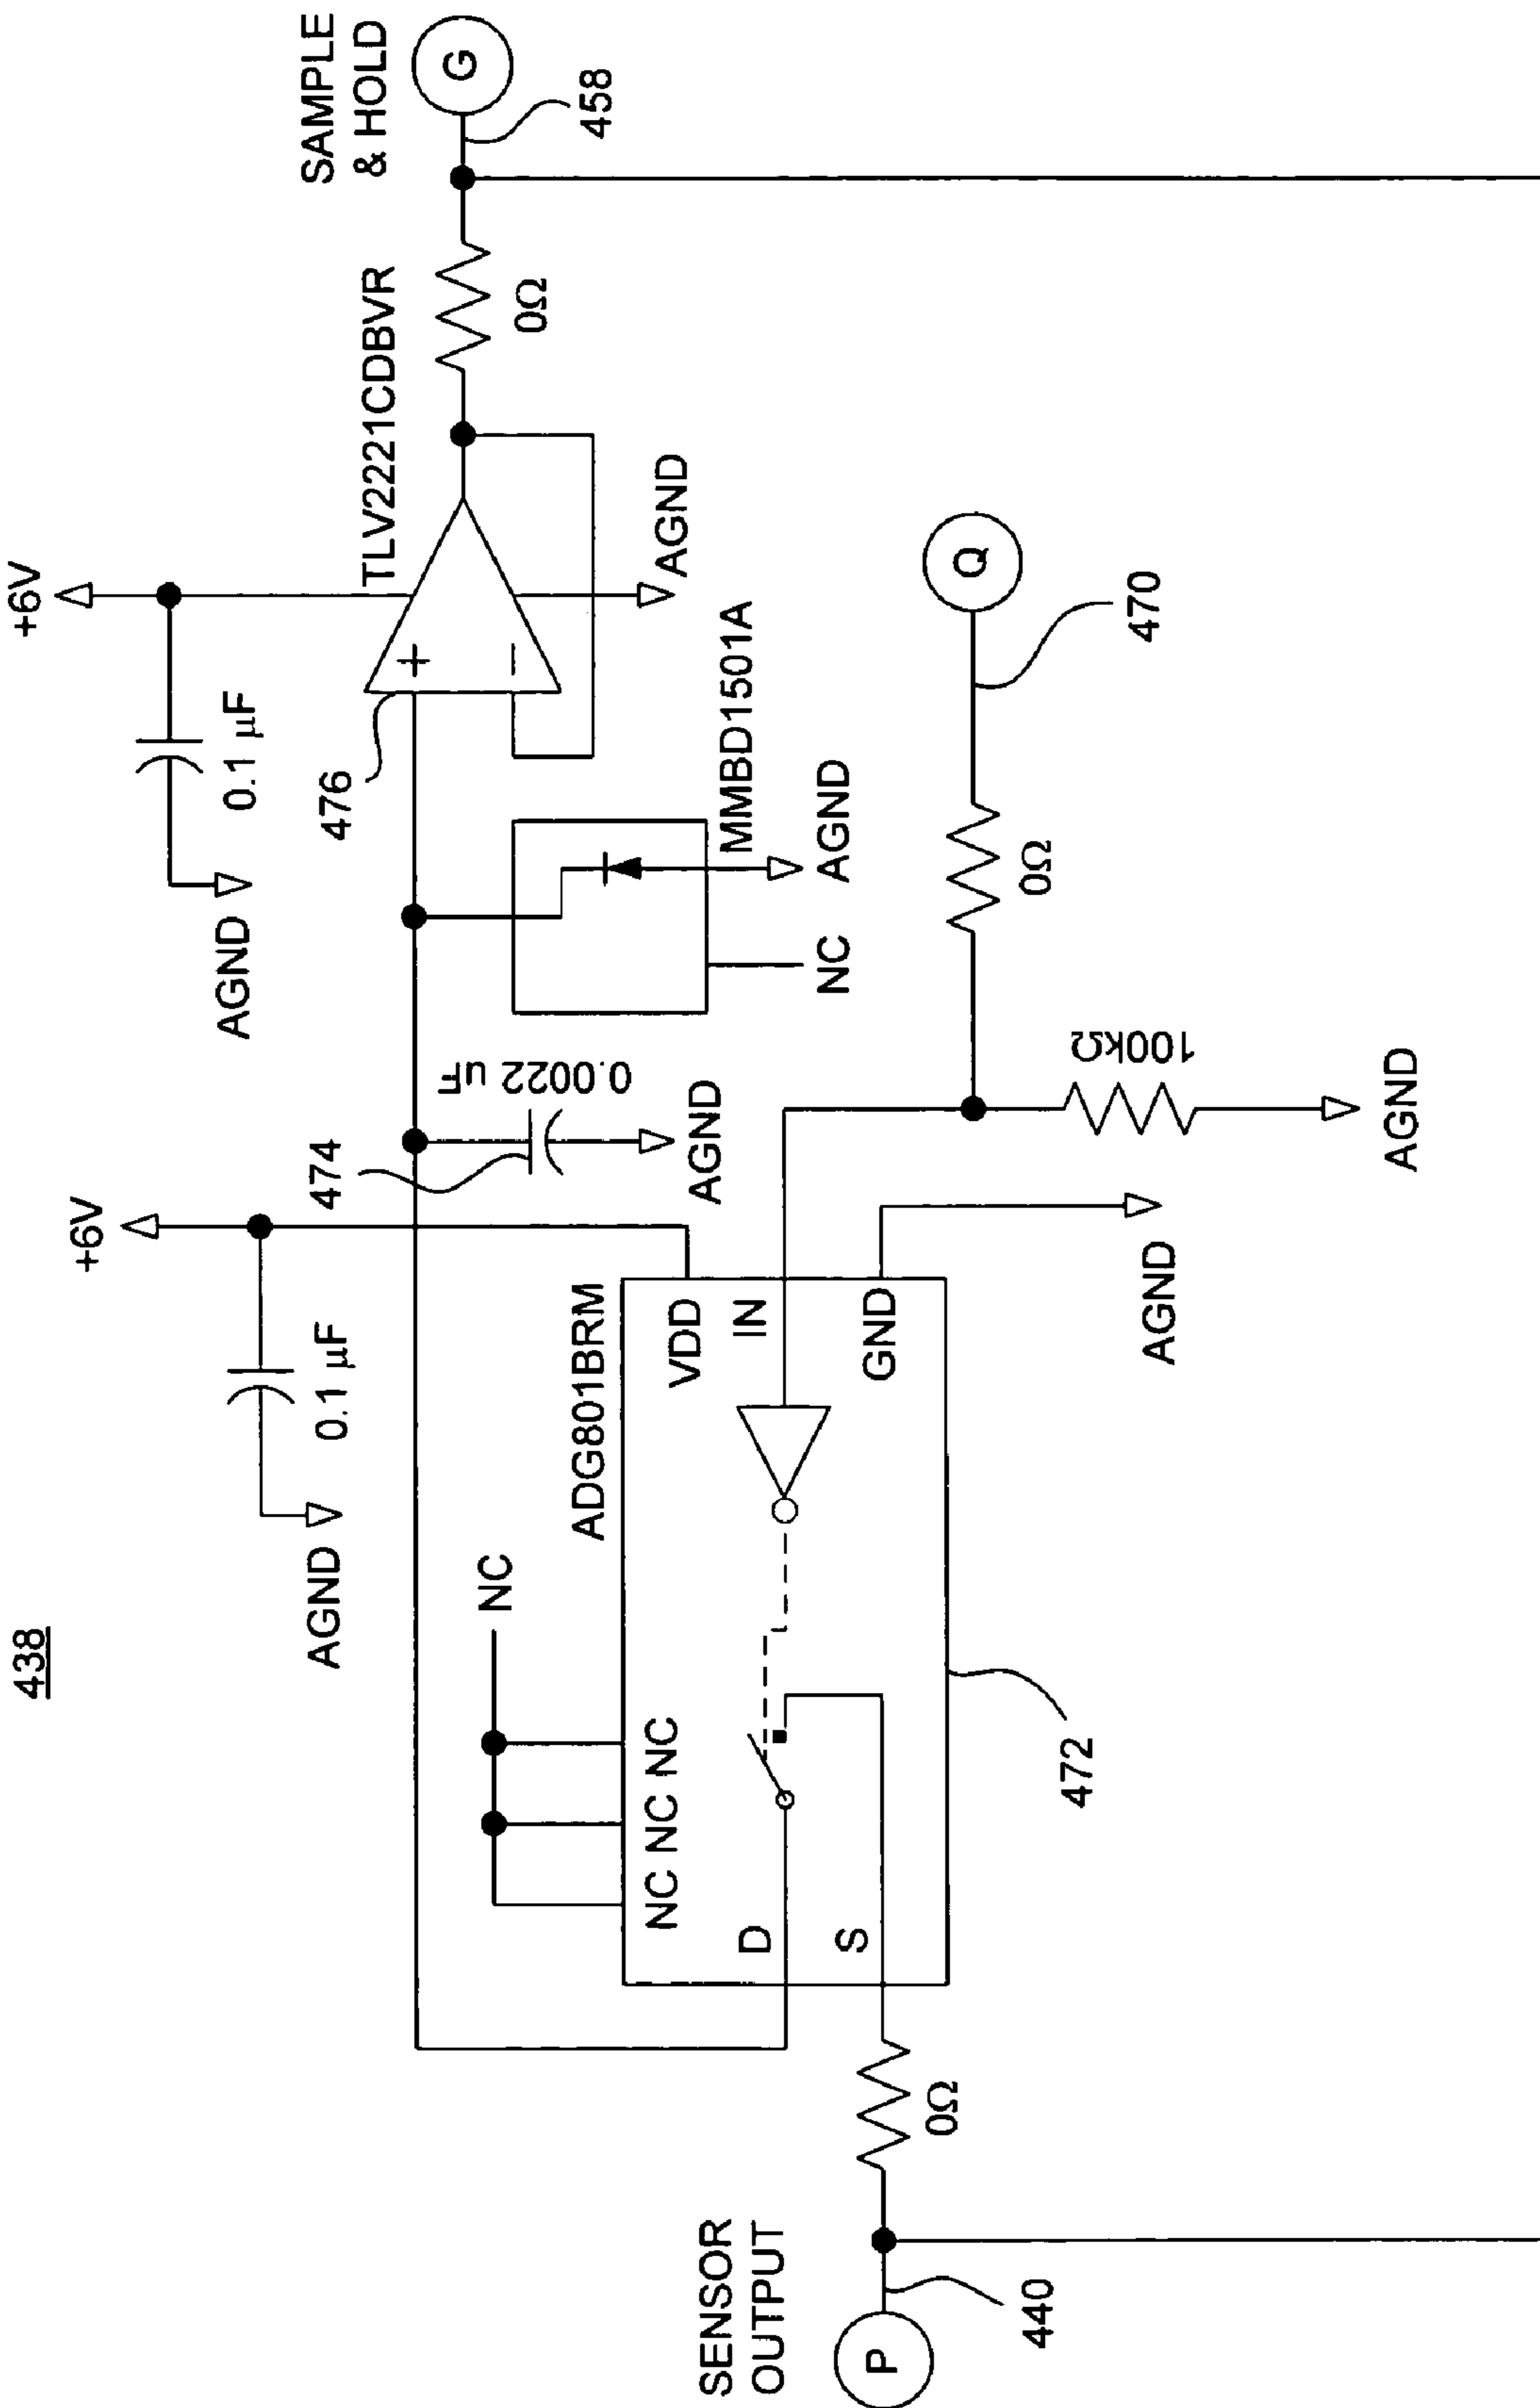 438
SENSOR
OUTPUT
P
440
0Ω
D
S
NC NC NC
NC
472
ADG801BRM
VDD
IN
GND
AGND
AGND
0.1 µF
+6V
474
0.0022 uF
AGND
AGND
100kΩ
0Ω
Q
470
NC
AGND
MMBD1501A
476
AGND
0.1 µF
+6V
TLV2221CDBVR
+
−
AGND
0Ω
SAMPLE
& HOLD
G
458